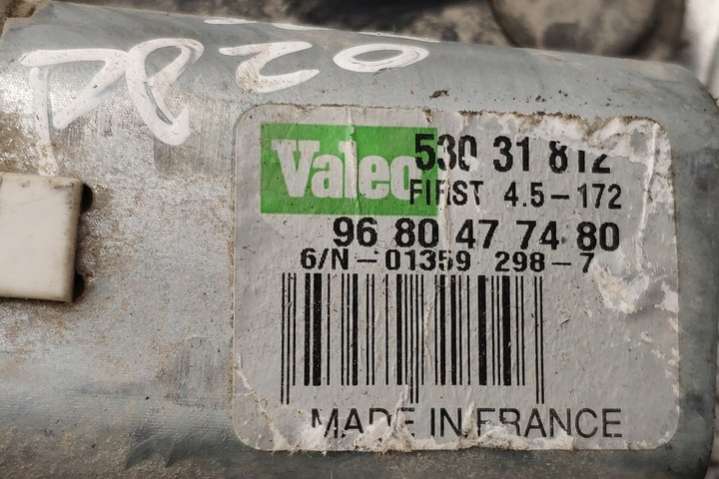 Valeo
530 31 812
FIRST 4.5-172
96 80 47 74 80
6/N-01359 298-7
MADE IN FRANCE